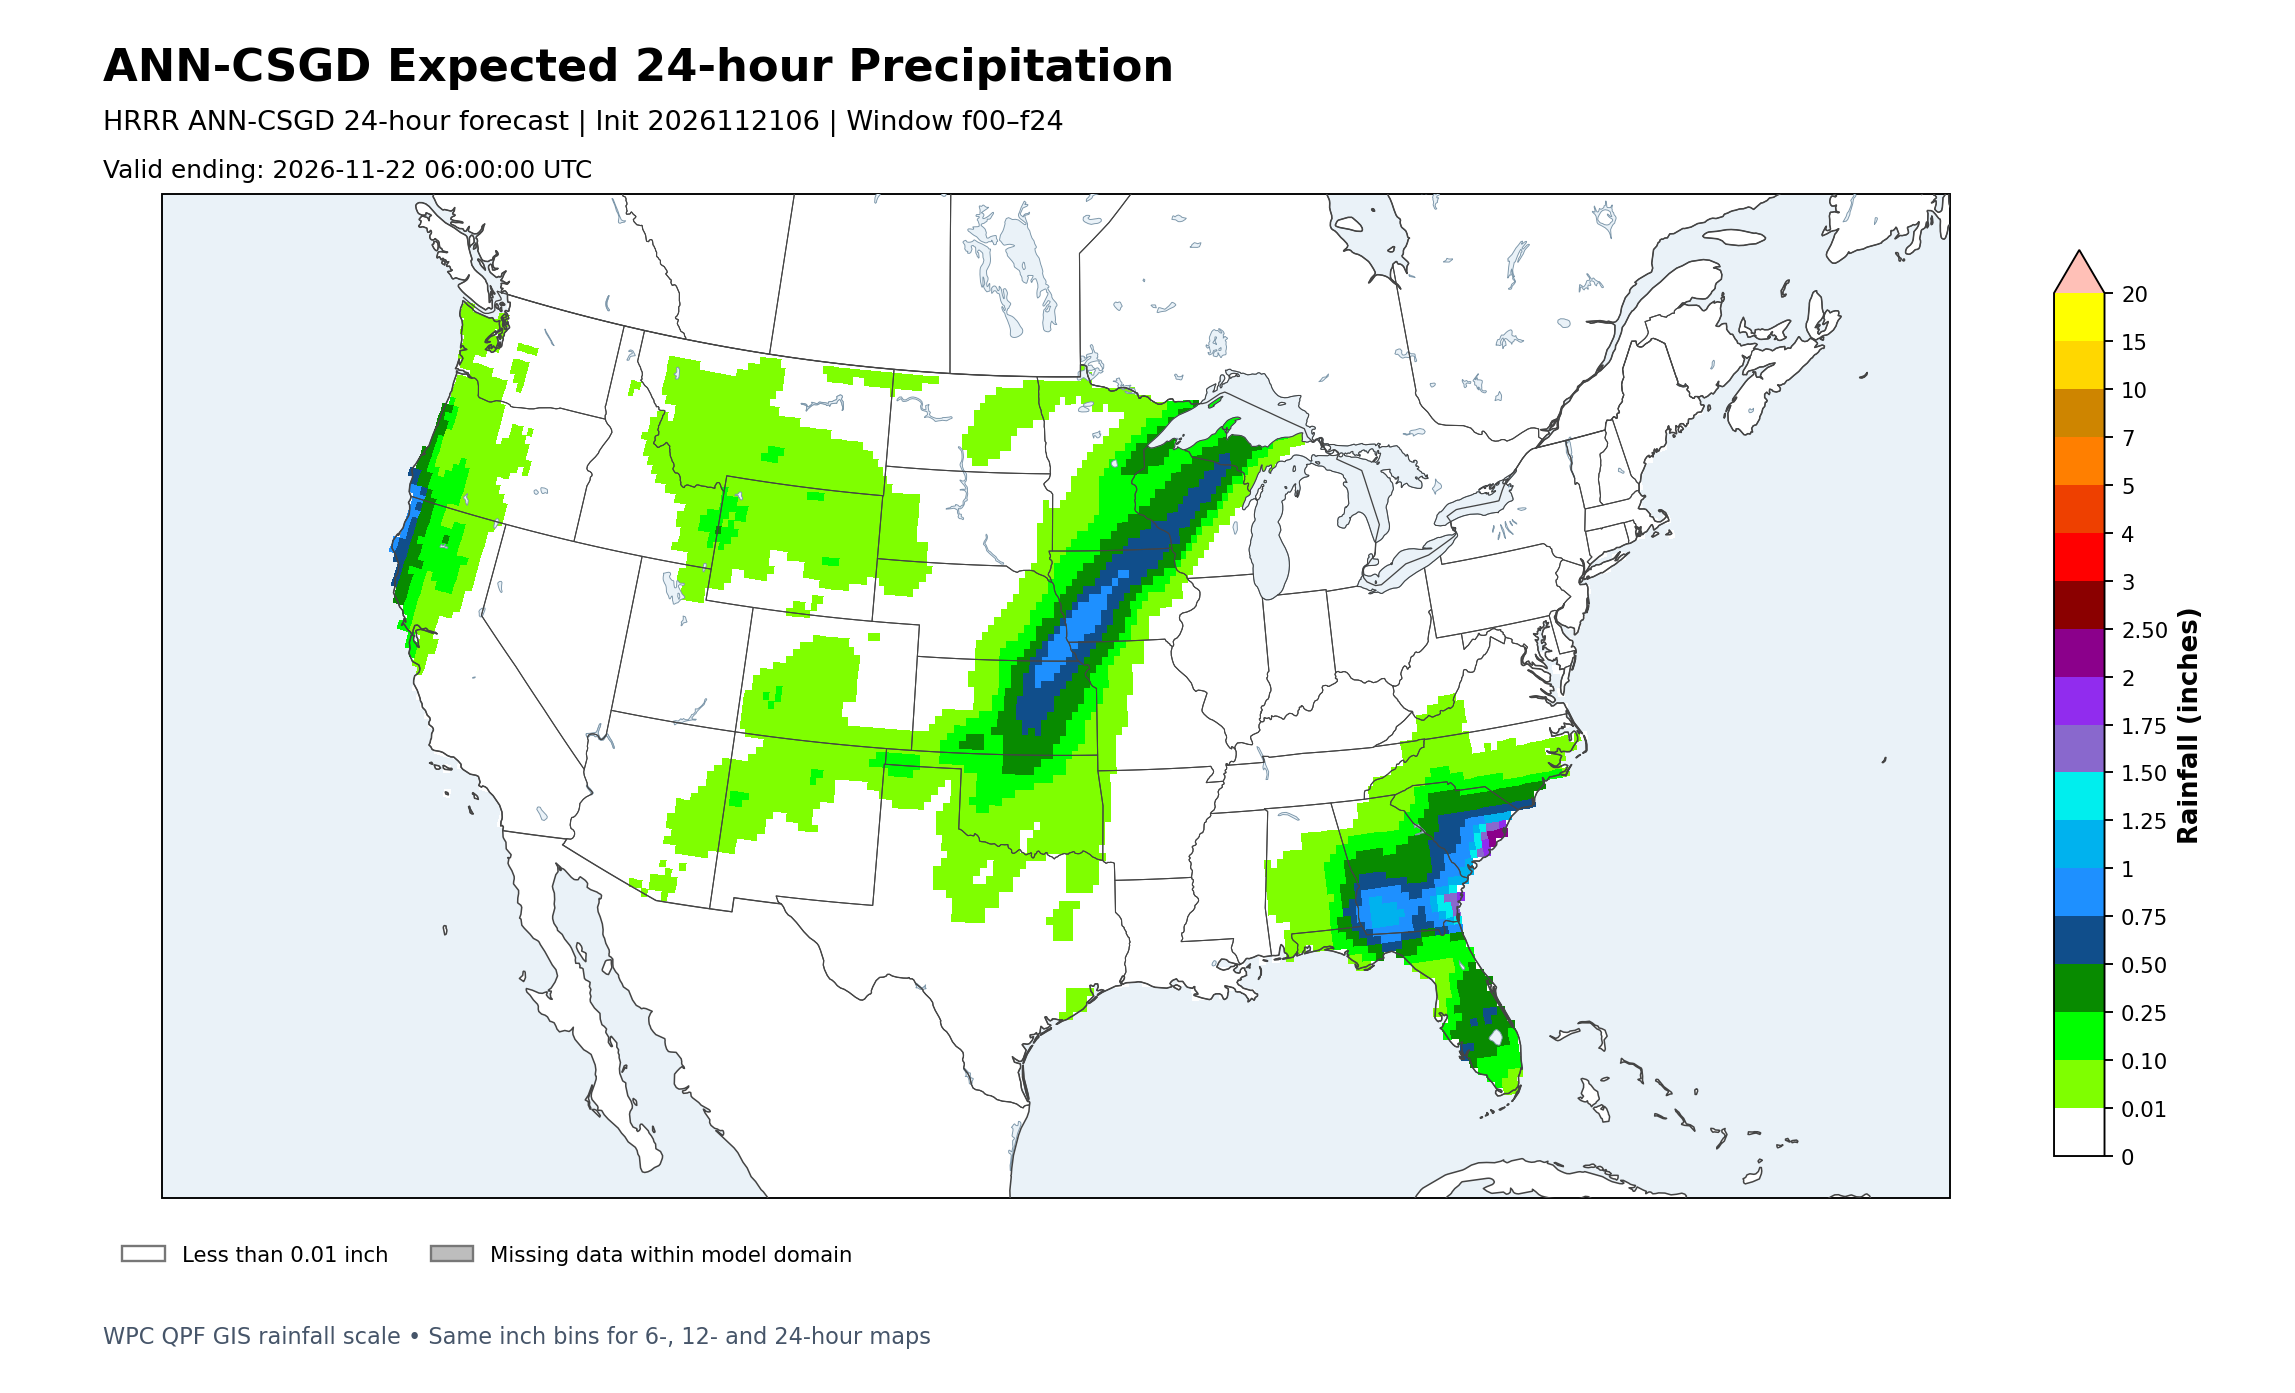 ANN-CSGD Expected 24-hour Precipitation
HRRR ANN-CSGD 24-hour forecast | Init 2026112106 | Window f00–f24
Valid ending: 2026-11-22 06:00:00 UTC
20
15
10
7
5
4
3
2.50
2
1.75
1.50
1.25
1
0.75
0.50
0.25
0.10
0.01
0
Rainfall (inches)
Less than 0.01 inch
Missing data within model domain
WPC QPF GIS rainfall scale • Same inch bins for 6-, 12- and 24-hour maps